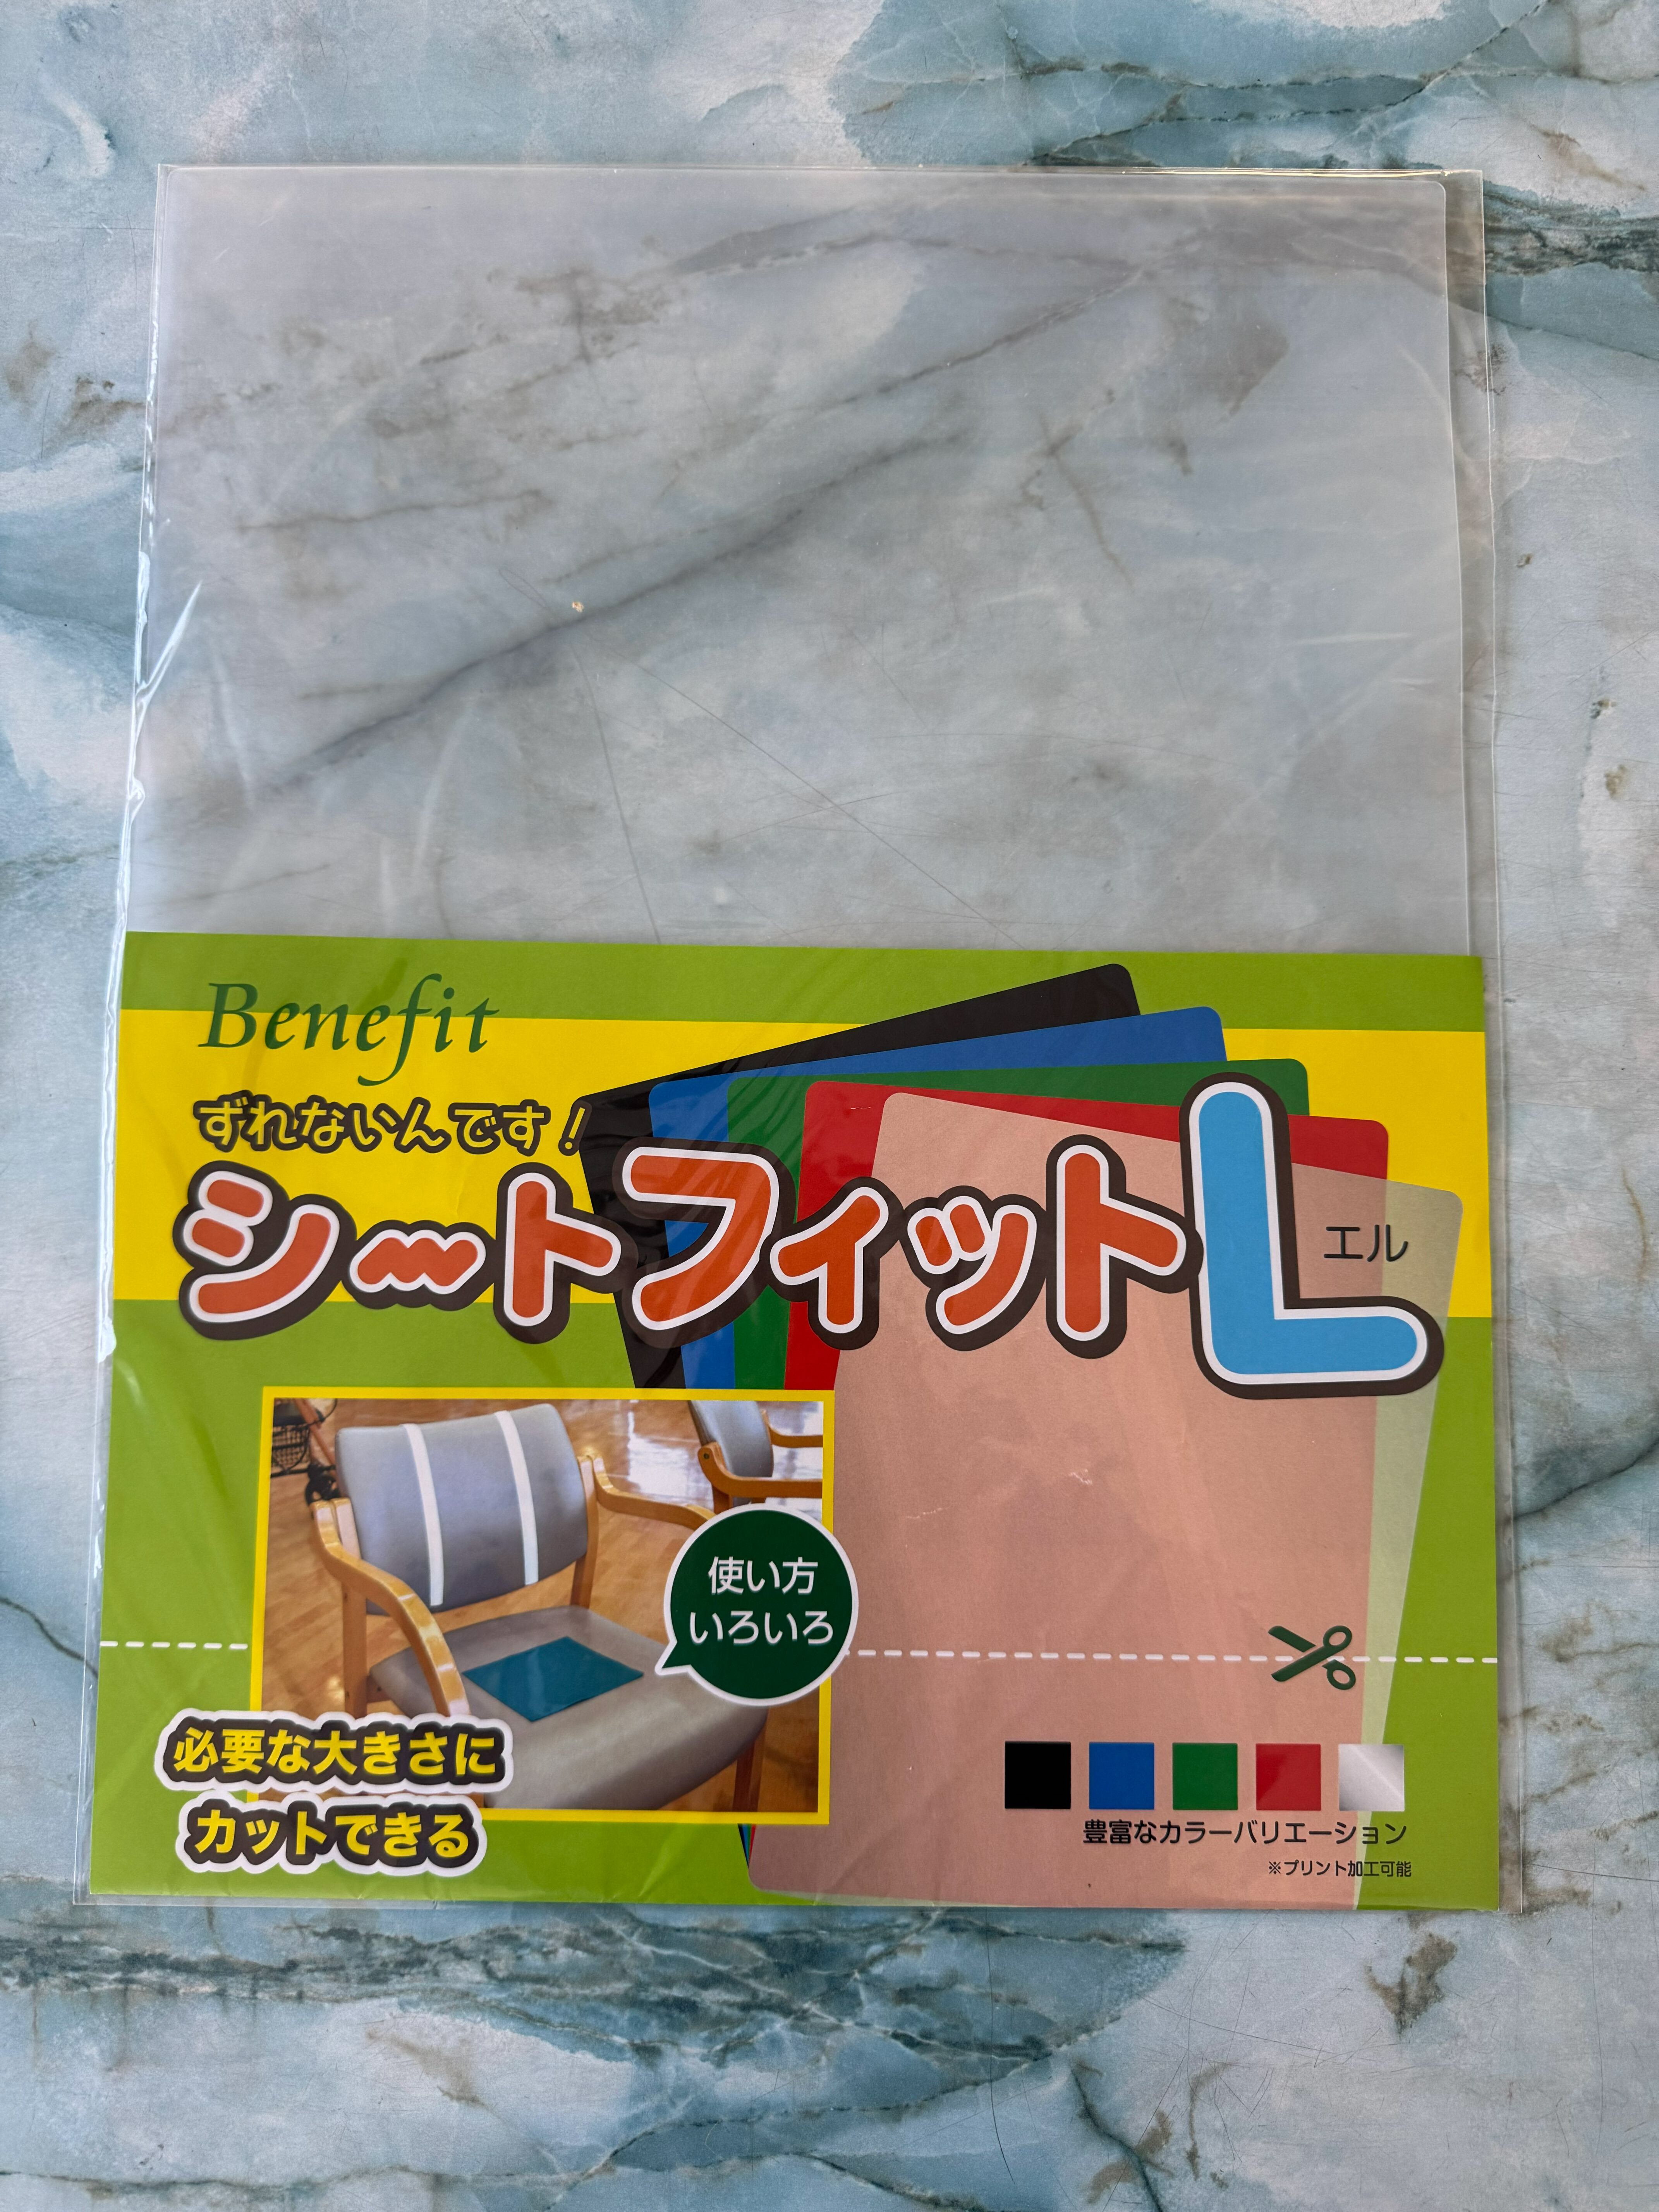 Benefit
ずれないんです！
シートフィットL
エル
使い方
いろいろ
必要な大きさに
カットできる
豊富なカラーバリエーション
※プリント加工可能